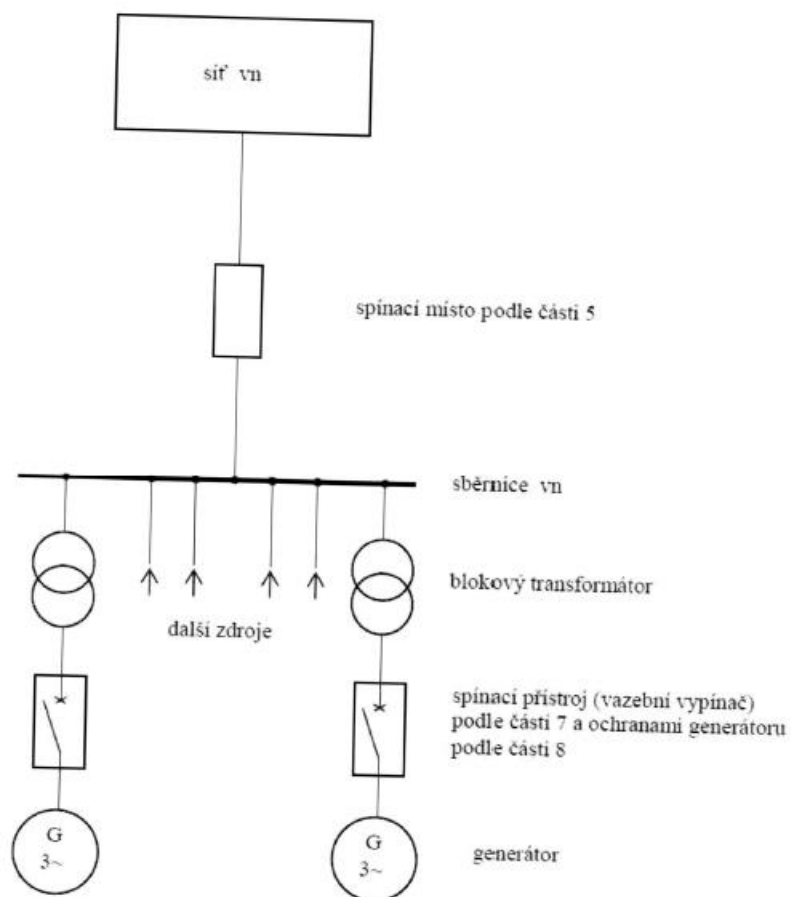 síť vn
spínací místo podle části 5
sběrnice vn
blokový transformátor
další zdroje
spínací přístroj (vazební vypínač)
podle části 7 a ochranami generátoru
podle části 8
G
3~
G
3~
generátor